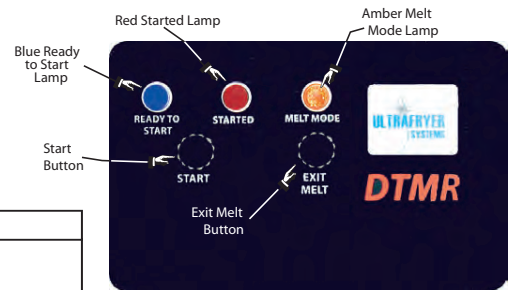 Red Started Lamp
Amber Melt
Mode Lamp
Blue Ready
to Start
Lamp
READY TO
START
STARTED
MELT MODE
ULTRAFRYER
SYSTEMS
Start
Button
START
EXIT
MELT
DTMR
Exit Melt
Button